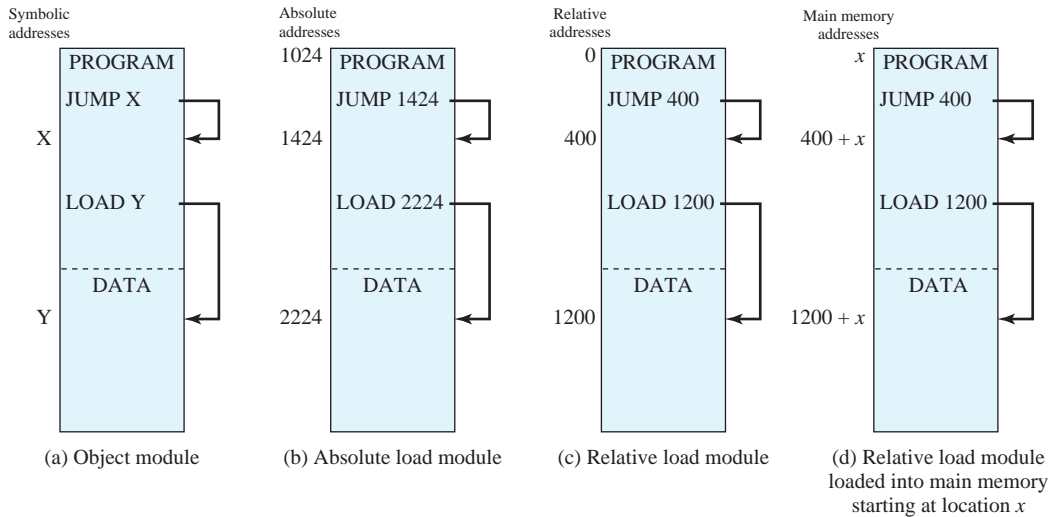 Symbolic
addresses
PROGRAM
JUMP X
X
LOAD Y
DATA
Y
(a) Object module
Absolute
addresses
1024
PROGRAM
JUMP 1424
1424
LOAD 2224
DATA
2224
(b) Absolute load module
Relative
addresses
0
PROGRAM
JUMP 400
400
LOAD 1200
DATA
1200
(c) Relative load module
Main memory
addresses
x
PROGRAM
JUMP 400
400 + x
LOAD 1200
DATA
1200 + x
(d) Relative load module
loaded into main memory
starting at location x